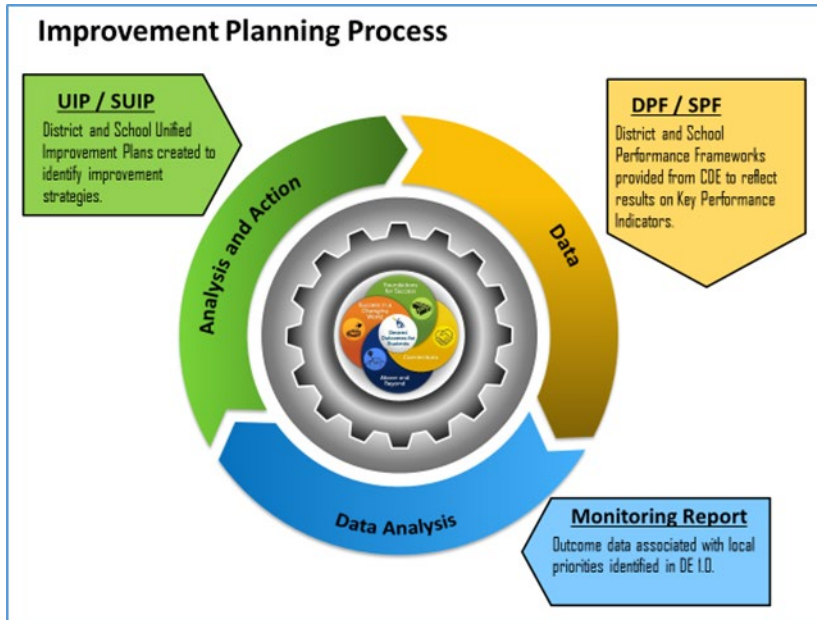 Improvement Planning Process
UIP / SUIP
District and School Unified
Improvement Plans created to
identify improvement
strategies.
DPF / SPF
District and School
Performance Frameworks
provided from CDE to reflect
results on Key Performance
Indicators.
Analysis and Action
Data
Foundations
for Success
Success in a
Changing
World
Desired
Outcomes for
Students
Connections
Above and
Beyond
Data Analysis
Monitoring Report
Outcome data associated with local
priorities identified in DE 1.0.